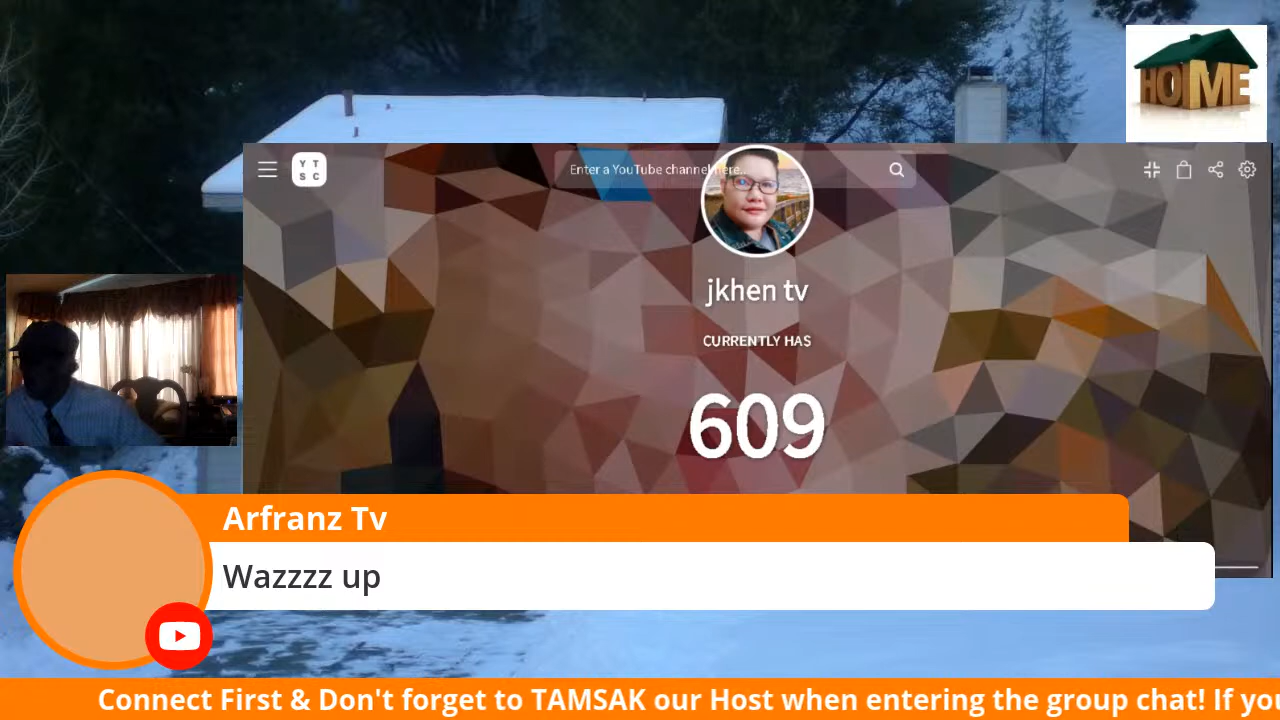 HOME
Y T
S C
Enter a YouTube channel here...
jkhen tv
CURRENTLY HAS
609
Arfranz Tv
Wazzzz up
Connect First & Don't forget to TAMSAK our Host when entering the group chat! If you